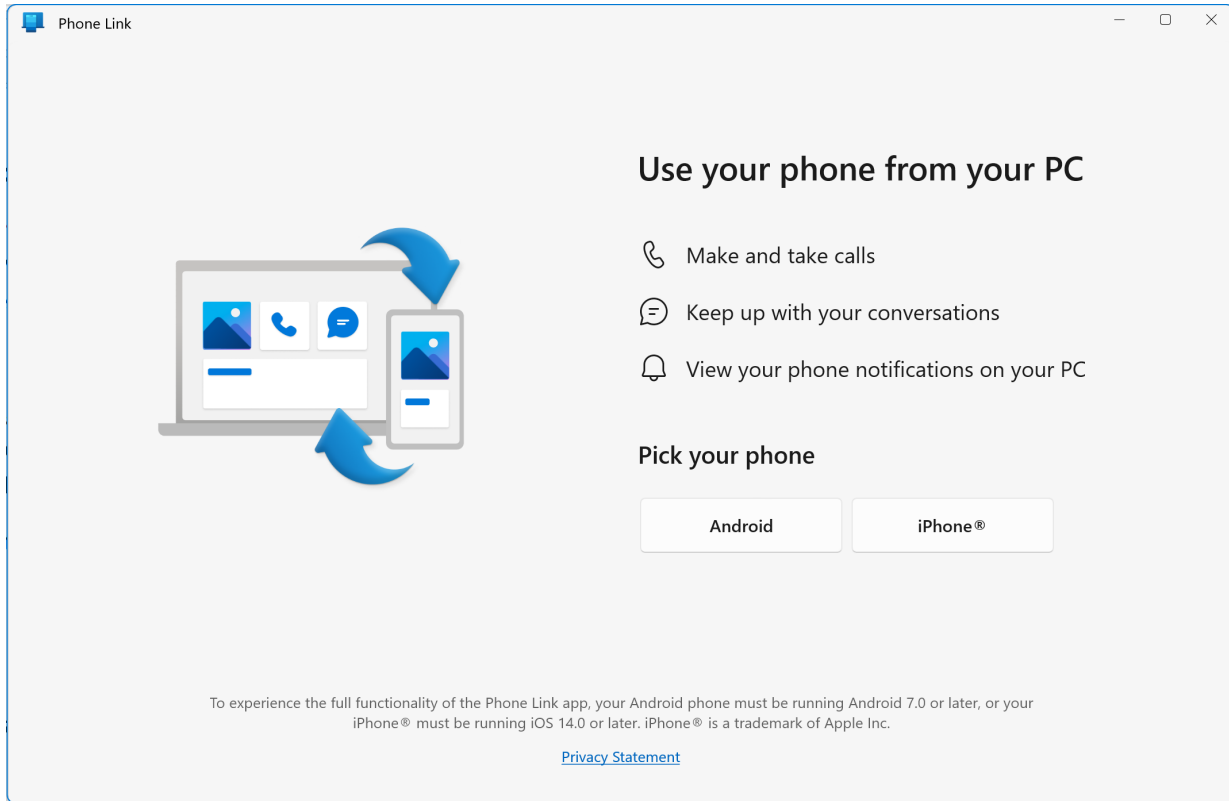 Phone Link
Use your phone from your PC
Make and take calls
Keep up with your conversations
View your phone notifications on your PC
Pick your phone
Android
iPhone®
To experience the full functionality of the Phone Link app, your Android phone must be running Android 7.0 or later, or your
iPhone® must be running iOS 14.0 or later. iPhone® is a trademark of Apple Inc.
Privacy Statement